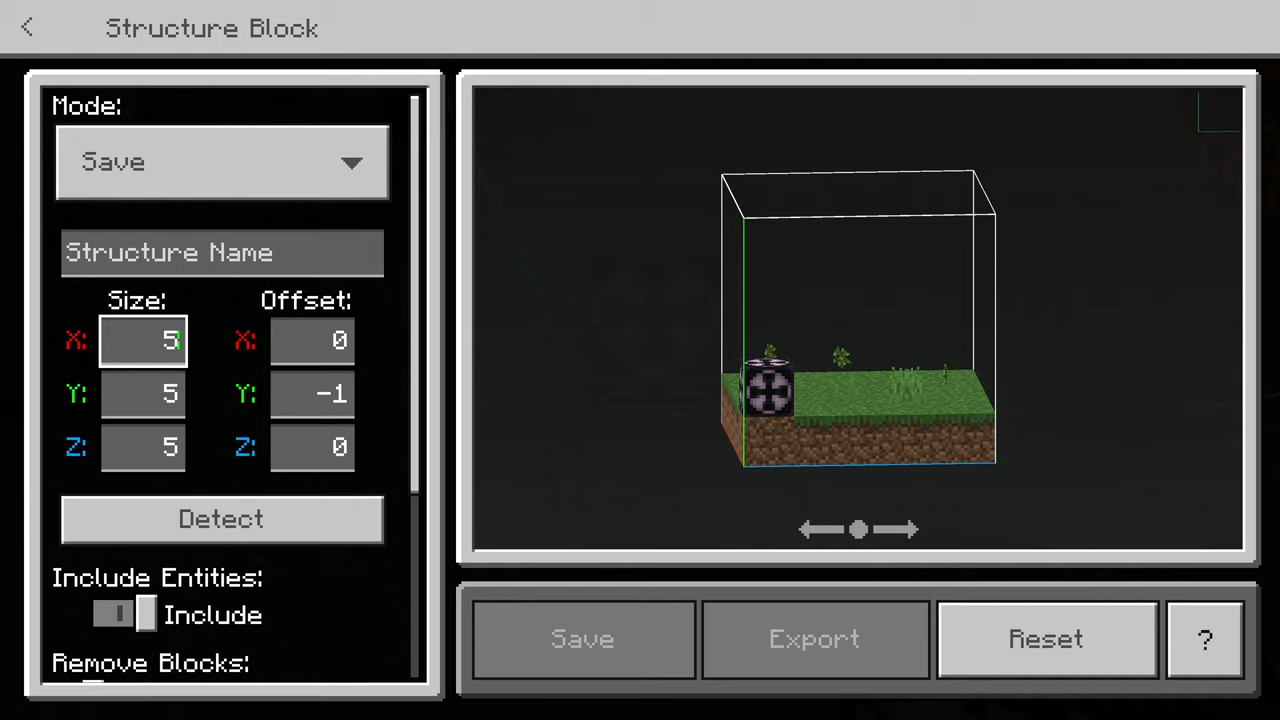 Structure Block
Mode:
Save
Structure Name
Size: Offset:
X: 5 X: 0
Y: 5 Y: -1
Z: 5 Z: 0
Detect
Include Entities:
Include
Remove Blocks:
Save Export Reset ?